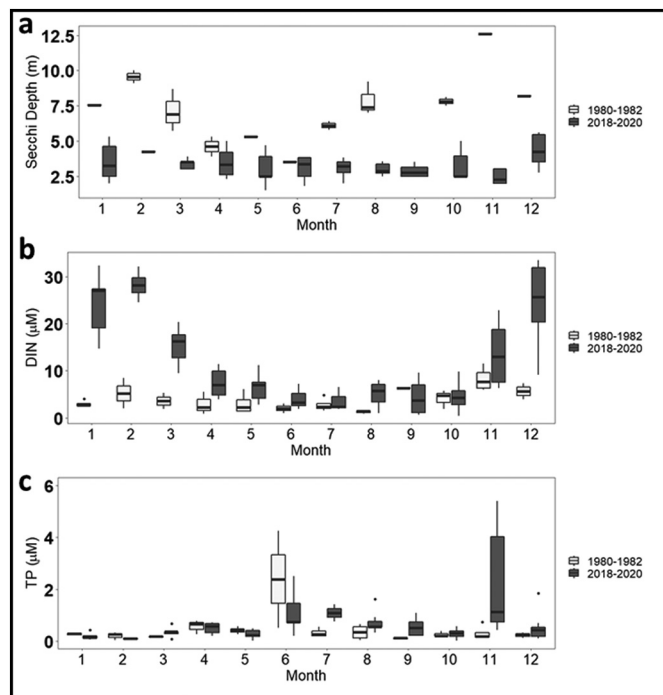 a
12.5
10.0
7.5
5.0
2.5
Secchi Depth (m)
1 2 3 4 5 6 7 8 9 10 11 12
Month
1980-1982
2018-2020
b
30
20
10
0
DIN (µM)
1 2 3 4 5 6 7 8 9 10 11 12
Month
1980-1982
2018-2020
c
6
4
2
0
TP (µM)
1 2 3 4 5 6 7 8 9 10 11 12
Month
1980-1982
2018-2020